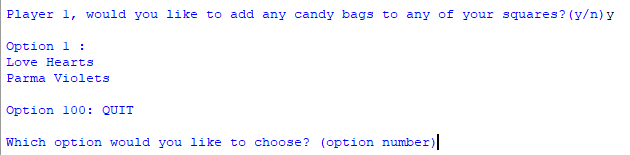 Player 1, would you like to add any candy bags to any of your squares?(y/n)y
Option 1 :
Love Hearts
Parma Violets
Option 100: QUIT
Which option would you like to choose? (option number)